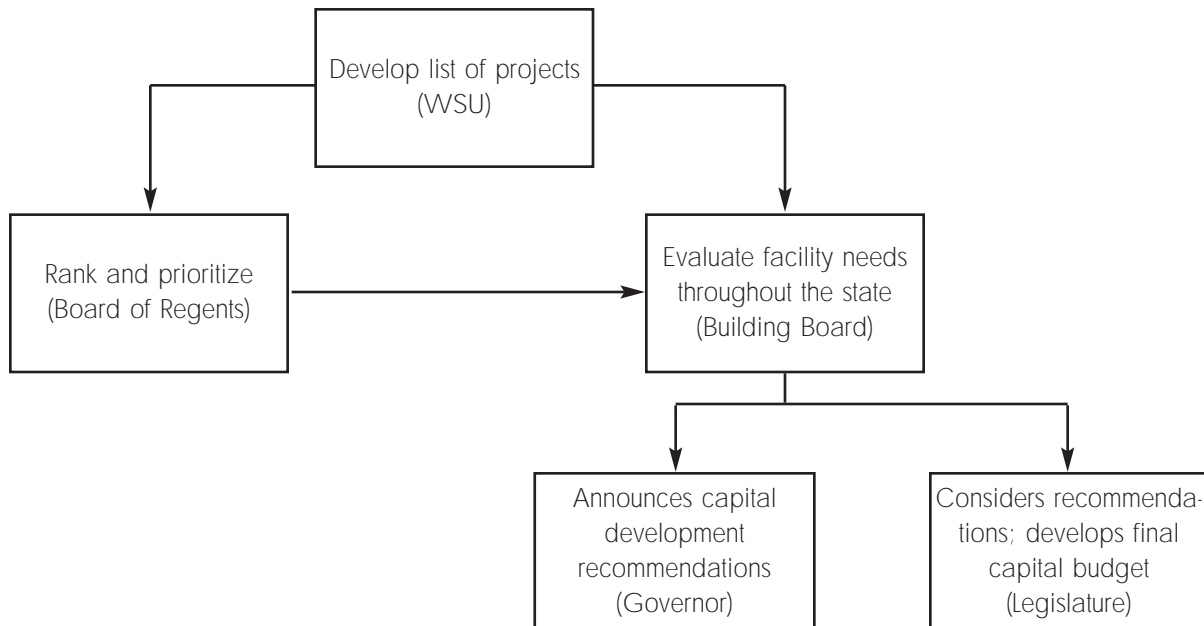 Develop list of projects
(WSU)
Rank and prioritize
(Board of Regents)
Evaluate facility needs
throughout the state
(Building Board)
Announces capital
development
recommendations
(Governor)
Considers recommenda-
tions; develops final
capital budget
(Legislature)